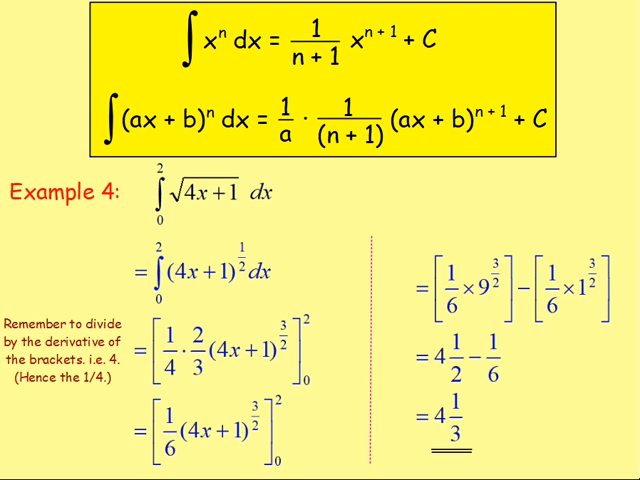 ∫ xⁿ dx = 1/(n + 1) xⁿ ⁺ ¹ + C
∫ (ax + b)ⁿ dx = 1/a · 1/(n + 1) (ax + b)ⁿ ⁺ ¹ + C
Example 4: ∫₀² √(4x + 1) dx
= ∫₀² (4x + 1)^(1/2) dx
Remember to divide
by the derivative of
the brackets. i.e. 4.
(Hence the 1/4.)
= [1/4 · 2/3 (4x + 1)^(3/2)]₀²
= [1/6 (4x + 1)^(3/2)]₀²
= [1/6 × 9^(3/2)] − [1/6 × 1^(3/2)]
= 4 1/2 − 1/6
= 4 1/3